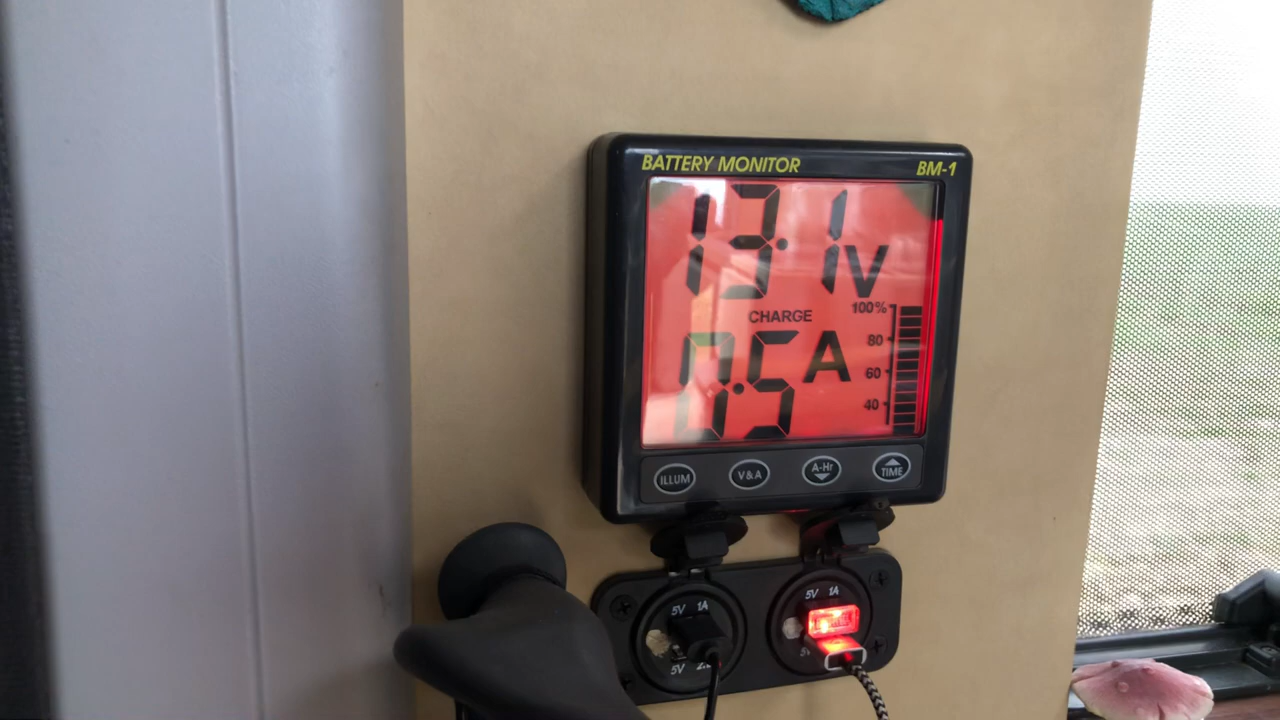 BATTERY MONITOR BM-1
13.1V
CHARGE
100%
0.5A
80
60
40
ILLUM V&A A-Hr TIME
5V 1A
5V 1A
5V 2.
5V